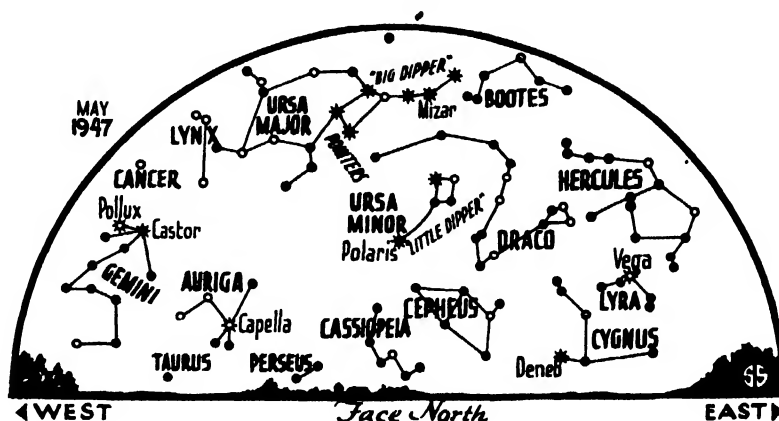 MAY
1947
"BIG DIPPER"
Mizar
BOOTES
URSA
MAJOR
LYNX
POINTERS
CANCER
HERCULES
Pollux
Castor
URSA
MINOR
"LITTLE DIPPER"
Polaris
DRACO
GEMINI
AURIGA
Vega
LYRA
Capella
CASSIOPEIA
CEPHEUS
CYGNUS
TAURUS
PERSEUS
Deneb
SS
WEST
Face North
EAST